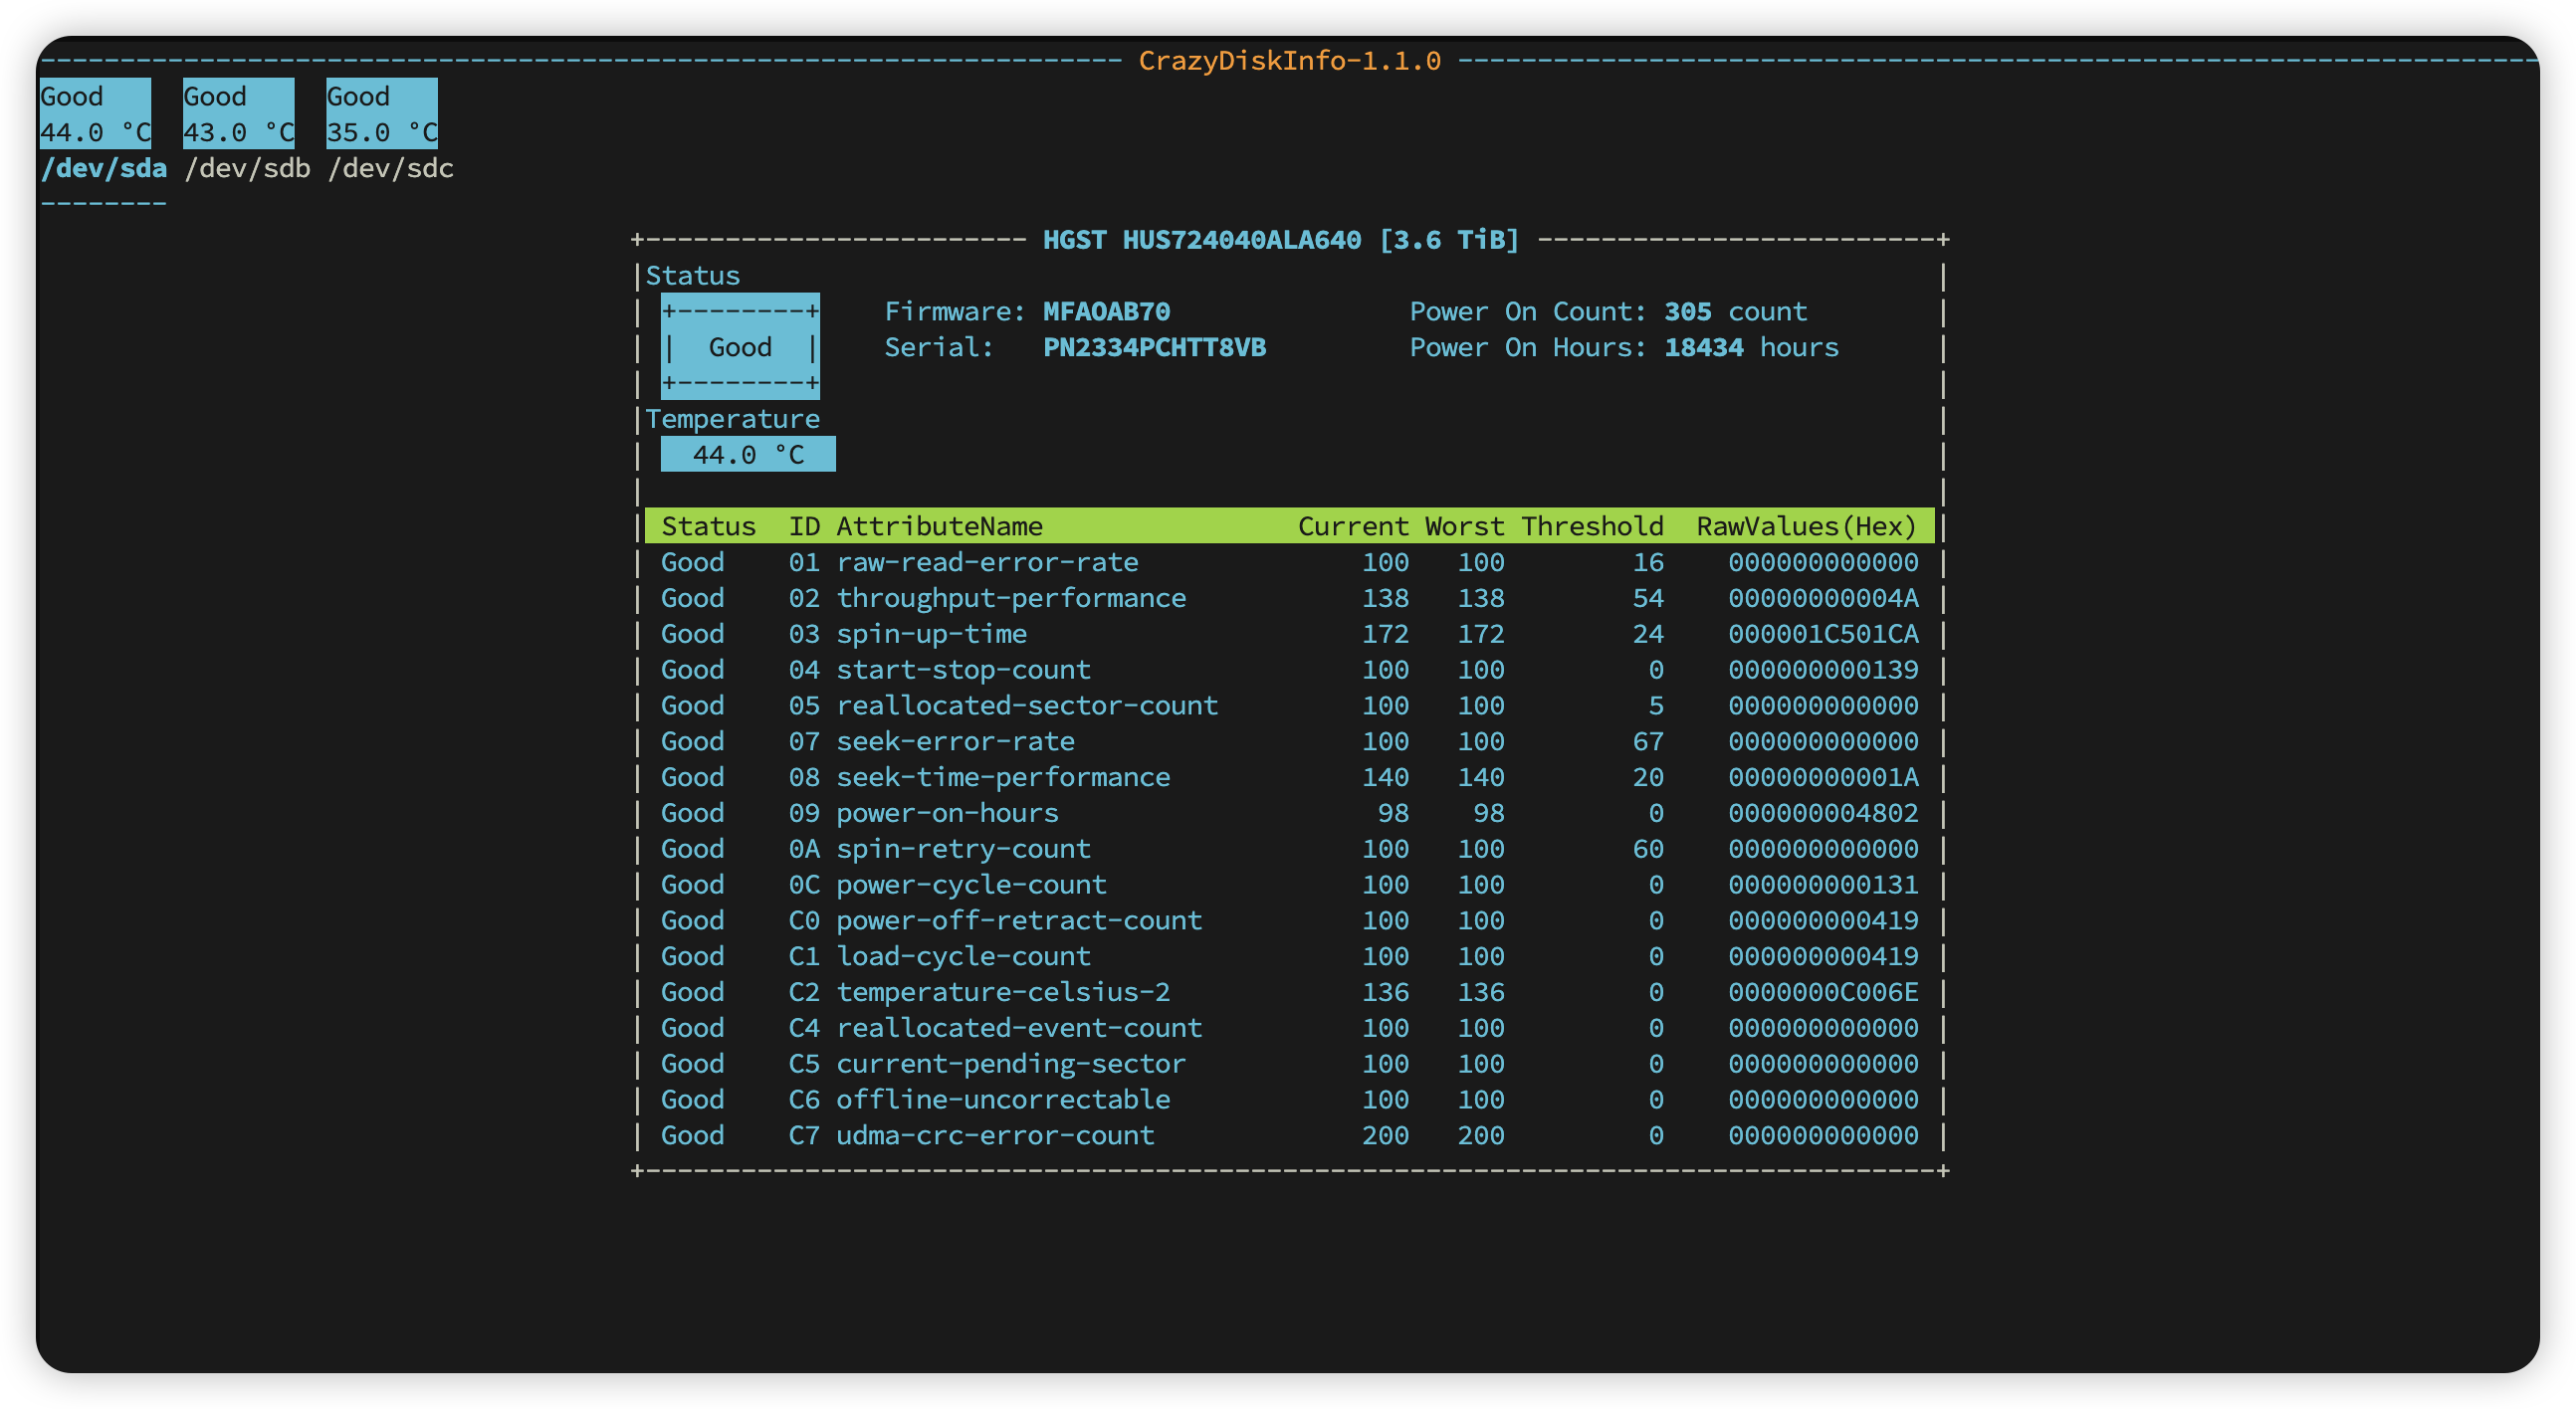 CrazyDiskInfo-1.1.0
Good Good Good
44.0 °C 43.0 °C 35.0 °C
/dev/sda /dev/sdb /dev/sdc
HGST HUS724040ALA640 [3.6 TiB]
Status
Firmware: MFAOAB70 Power On Count: 305 count
Good Serial: PN2334PCHTT8VB Power On Hours: 18434 hours
Temperature
44.0 °C
Status ID AttributeName Current Worst Threshold RawValues(Hex)
Good 01 raw-read-error-rate 100 100 16 000000000000
Good 02 throughput-performance 138 138 54 00000000004A
Good 03 spin-up-time 172 172 24 000001C501CA
Good 04 start-stop-count 100 100 0 000000000139
Good 05 reallocated-sector-count 100 100 5 000000000000
Good 07 seek-error-rate 100 100 67 000000000000
Good 08 seek-time-performance 140 140 20 00000000001A
Good 09 power-on-hours 98 98 0 000000004802
Good 0A spin-retry-count 100 100 60 000000000000
Good 0C power-cycle-count 100 100 0 000000000131
Good C0 power-off-retract-count 100 100 0 000000000419
Good C1 load-cycle-count 100 100 0 000000000419
Good C2 temperature-celsius-2 136 136 0 0000000C006E
Good C4 reallocated-event-count 100 100 0 000000000000
Good C5 current-pending-sector 100 100 0 000000000000
Good C6 offline-uncorrectable 100 100 0 000000000000
Good C7 udma-crc-error-count 200 200 0 000000000000